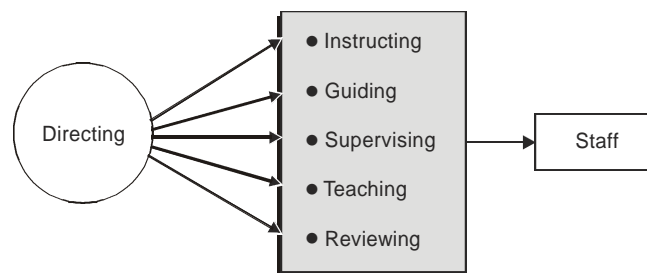 Directing
● Instructing
● Guiding
● Supervising
● Teaching
● Reviewing
Staff